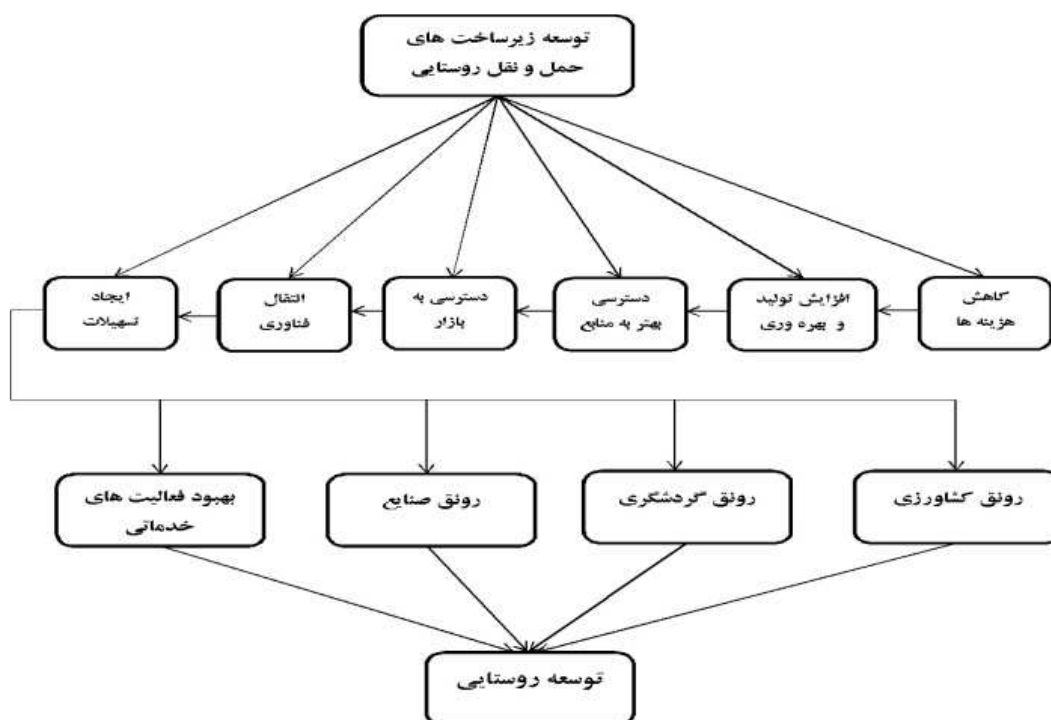 توسعه زیرساخت های
حمل و نقل روستایی
کاهش
هزینه ها
افزایش تولید
و بهره وری
دسترسی
بهتر به منابع
دسترسی به
بازار
التقال
فناوری
ایجاد
تسهیلات
رونق کشاورزی
رونق گردشگری
رونق صنایع
بهبود فعالیت های
خدماتی
توسعه روستایی